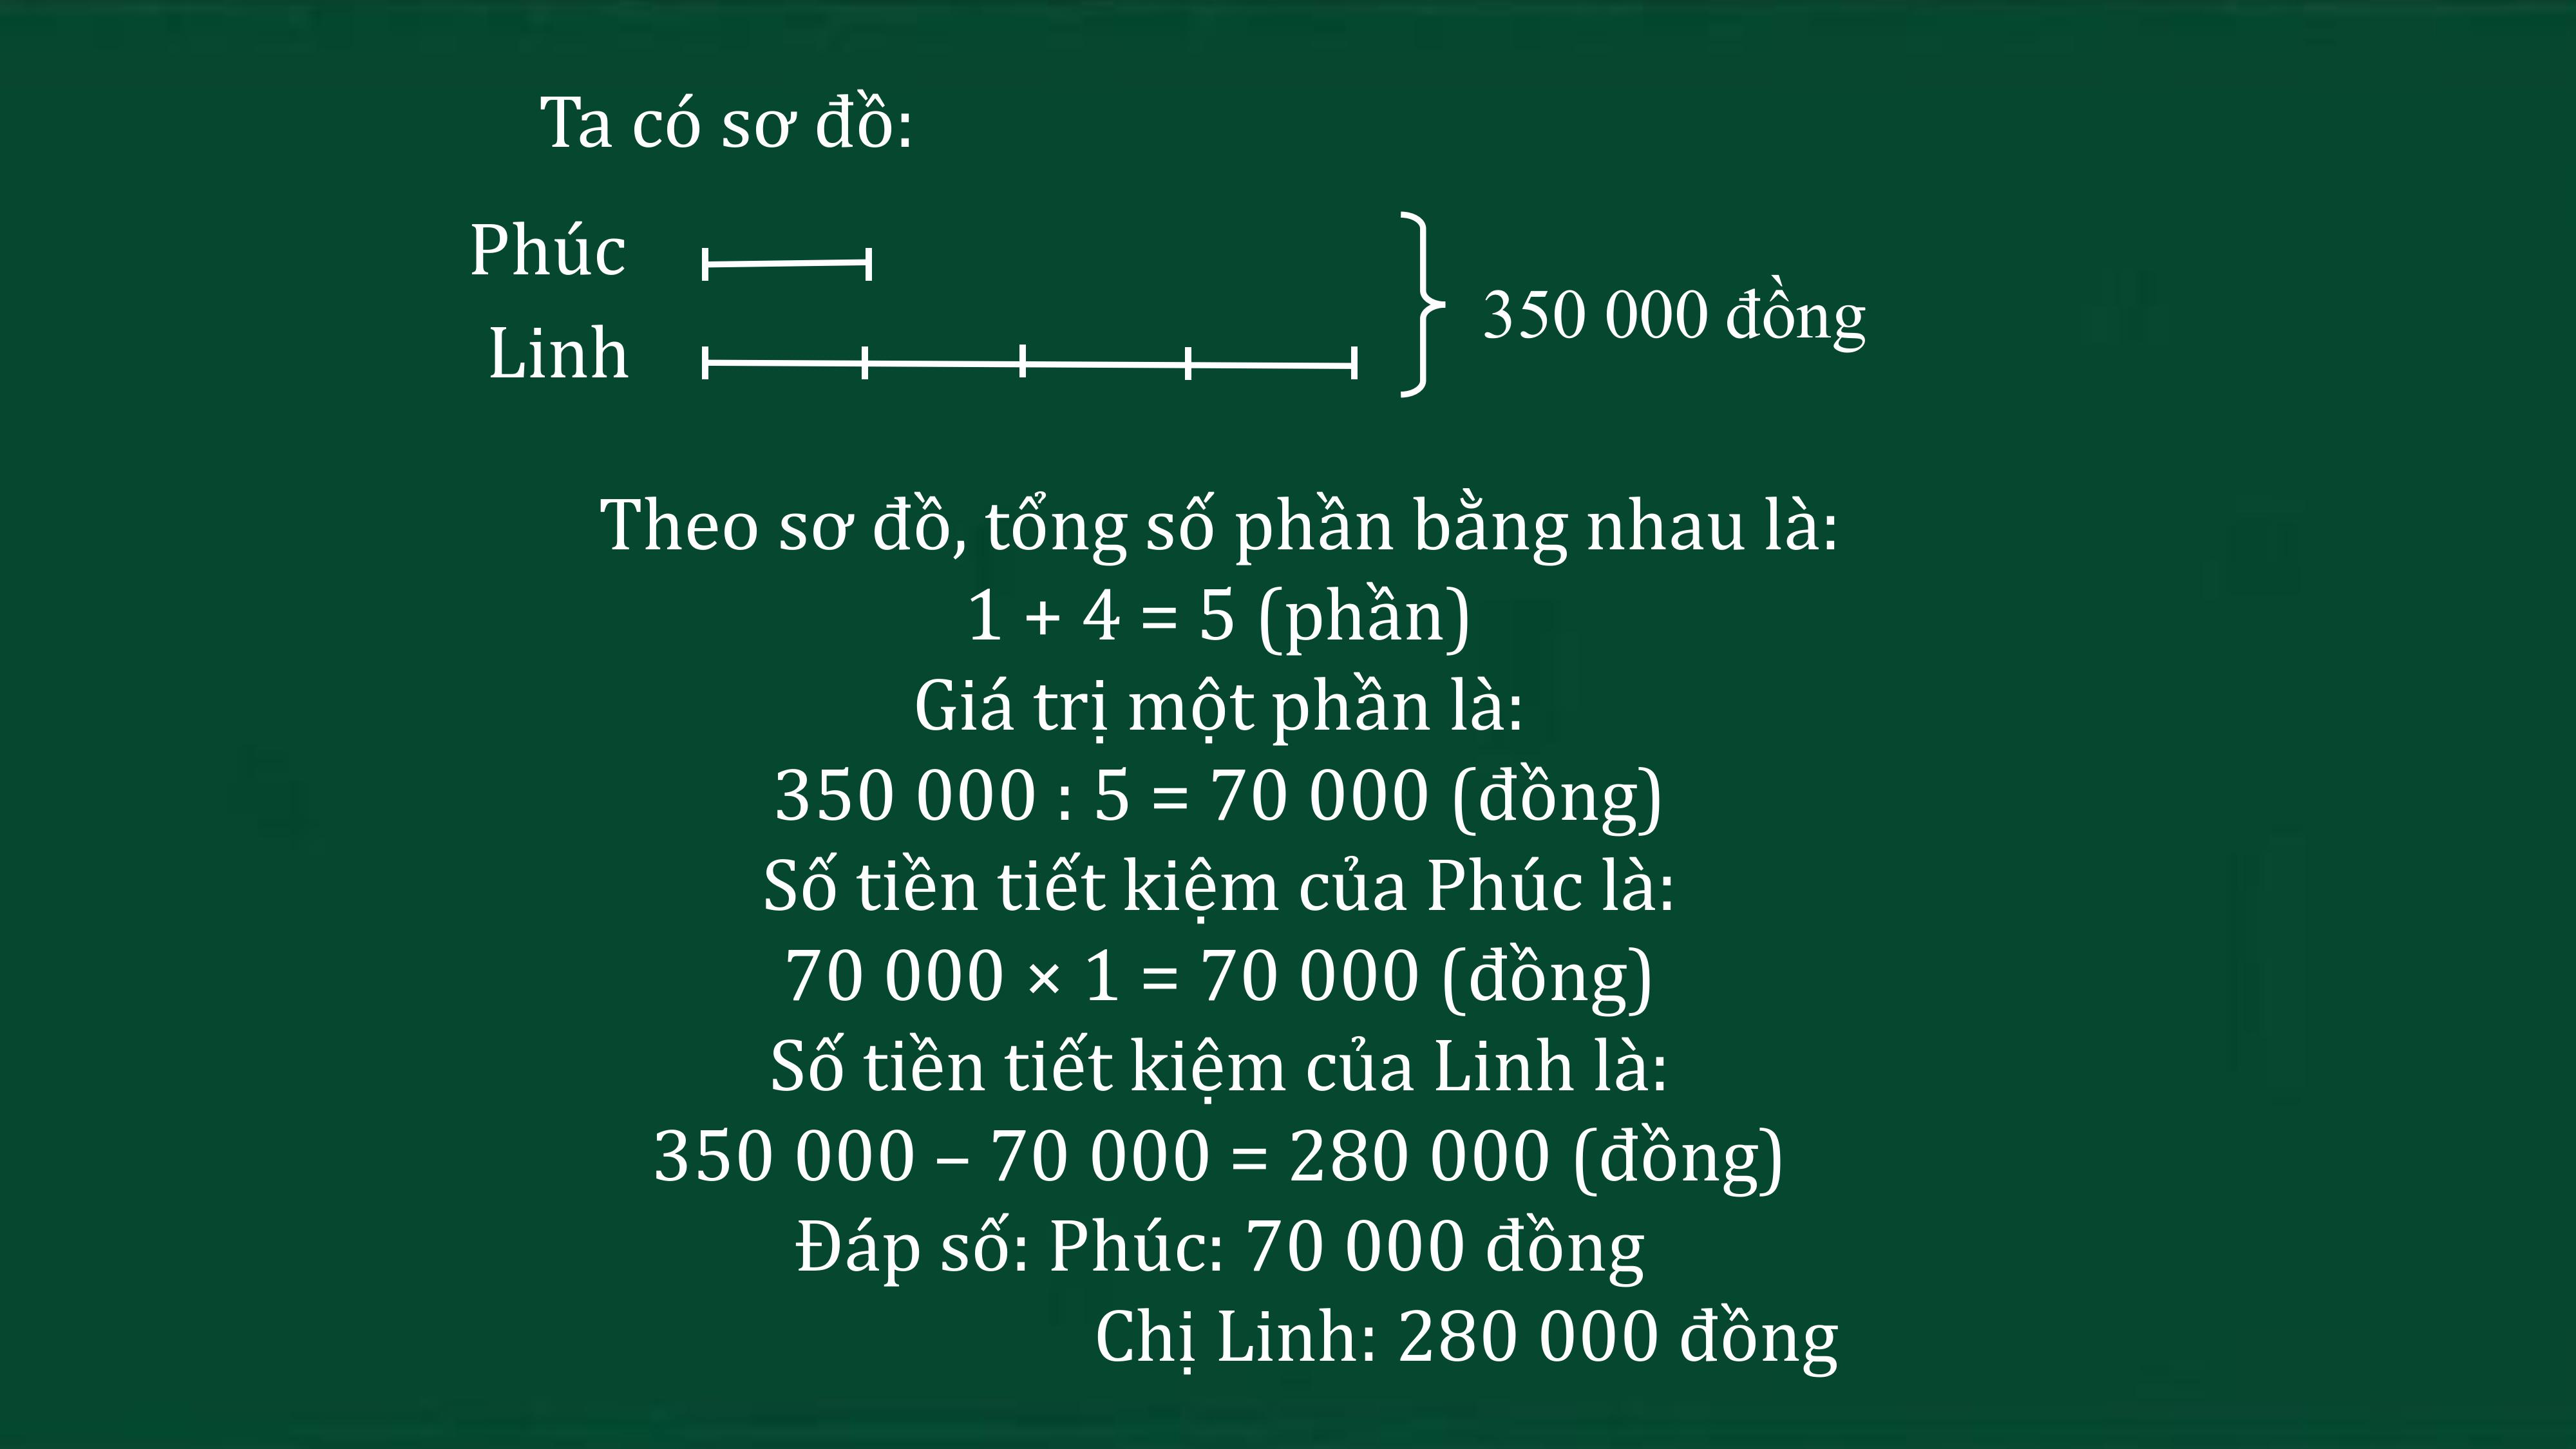 Ta có sơ đồ:
Phúc
350 000 đồng
Linh
Theo sơ đồ, tổng số phần bằng nhau là:
1 + 4 = 5 (phần)
Giá trị một phần là:
350 000 : 5 = 70 000 (đồng)
Số tiền tiết kiệm của Phúc là:
70 000 × 1 = 70 000 (đồng)
Số tiền tiết kiệm của Linh là:
350 000 – 70 000 = 280 000 (đồng)
Đáp số: Phúc: 70 000 đồng
Chị Linh: 280 000 đồng